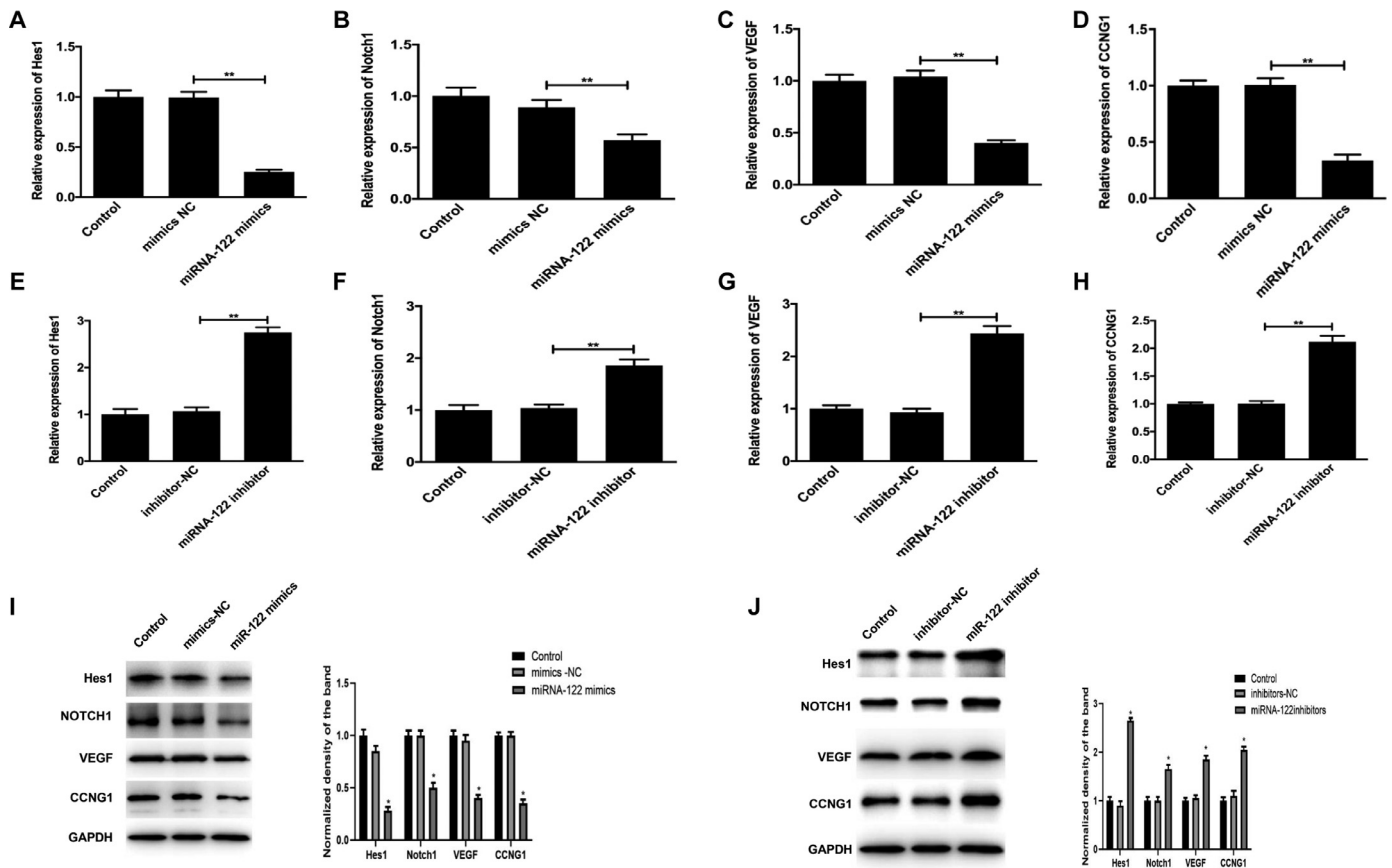 A
Relative expression of Hes1
1.5
1.0
0.5
0.0
**
Control
mimics NC
miRNA-122 mimics
B
Relative expression of Notch1
1.5
1.0
0.5
0.0
**
Control
mimics NC
miRNA-122 mimics
C
Relative expression of VEGF
1.5
1.0
0.5
0.0
**
Control
mimics NC
miRNA-122 mimics
D
Relative expression of CCNG1
1.5
1.0
0.5
0.0
**
Control
mimics NC
miRNA-122 mimics
E
Relative expression of Hes1
3
2
1
0
**
Control
inhibitor-NC
miRNA-122 inhibitor
F
Relative expression of Notch1
3
2
1
0
**
Control
inhibitor-NC
miRNA-122 inhibitor
G
Relative expression of VEGF
3
2
1
0
**
Control
inhibitor-NC
miRNA-122 inhibitor
H
Relative expression of CCNG1
2.5
2.0
1.5
1.0
0.5
0.0
**
Control
inhibitor-NC
miRNA-122 inhibitor
I
Control
mimics-NC
miR-122 mimics
Hes1
NOTCH1
VEGF
CCNG1
GAPDH
Normalized density of the band
1.5
1.0
0.5
0.0
Control
mimics -NC
miRNA-122 mimics
*
*
*
*
Hes1
Notch1
VEGF
CCNG1
J
Control
inhibitor-NC
mIR-122 inhibitor
Hes1
NOTCH1
VEGF
CCNG1
GAPDH
Normalized density of the band
3
2
1
0
Control
inhibitors-NC
miRNA-122inhibitors
*
*
*
*
Hes1
Notch1
VEGF
CCNG1